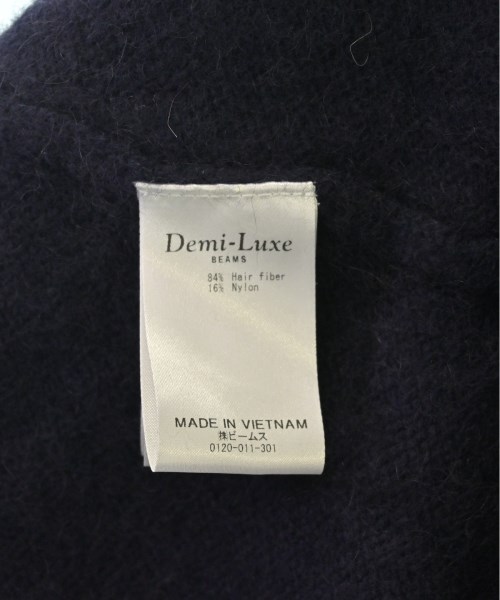 Demi-Luxe
BEAMS
84% Hair fiber
16% Nylon
MADE IN VIETNAM
㈱ビームス
0120-011-301